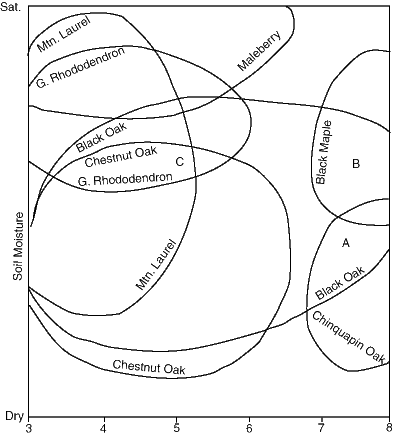 Sat.
Mtn. Laurel
G. Rhododendron
Maleberry
Black Oak
Chestnut Oak
C
G. Rhododendron
Black Maple
B
A
Soil Moisture
Mtn. Laurel
Black Oak
Chinquapin Oak
Chestnut Oak
Dry
3 4 5 6 7 8